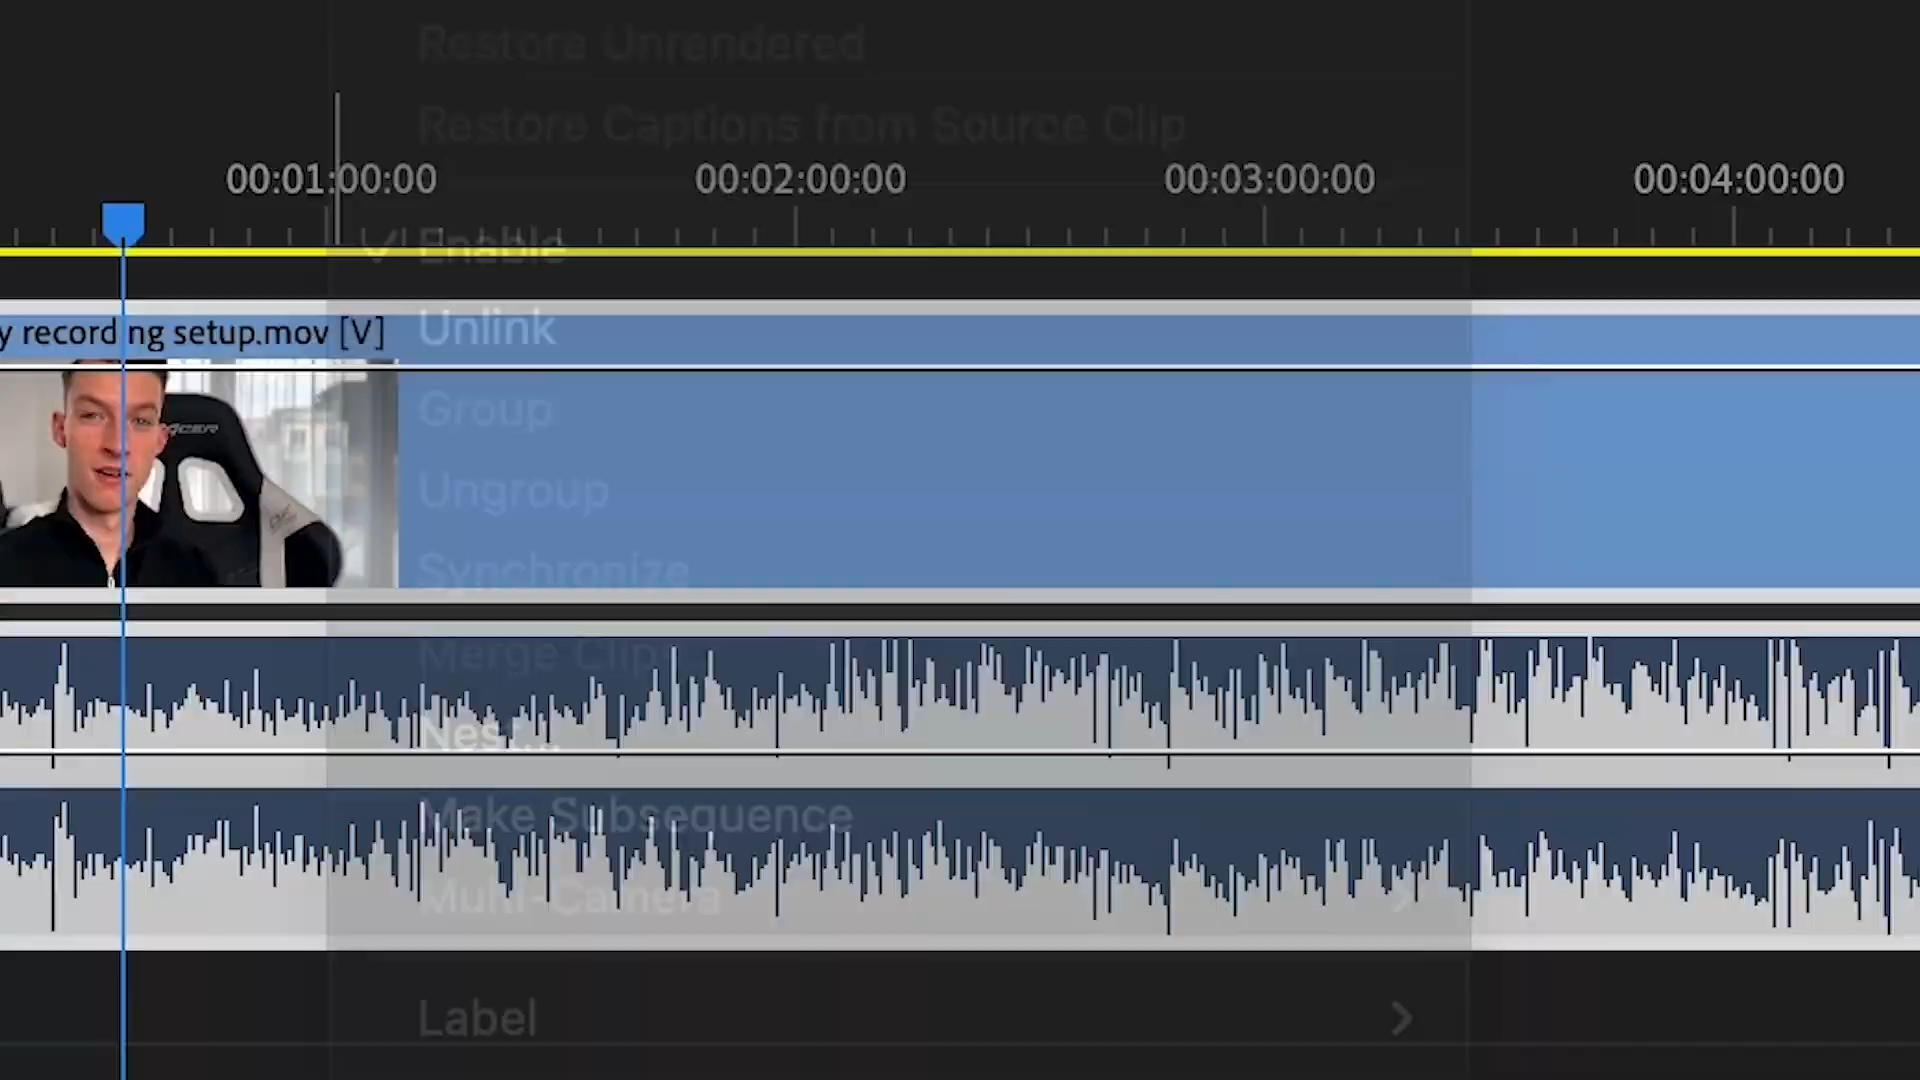 Restore Unrendered
Restore Captions from Source Clip
00:01:00:00 00:02:00:00 00:03:00:00 00:04:00:00
Enable
y recording setup.mov [V]
Unlink
Group
Ungroup
Synchronize
Merge Clips
Nest...
Make Subsequence
Multi-Camera
Label